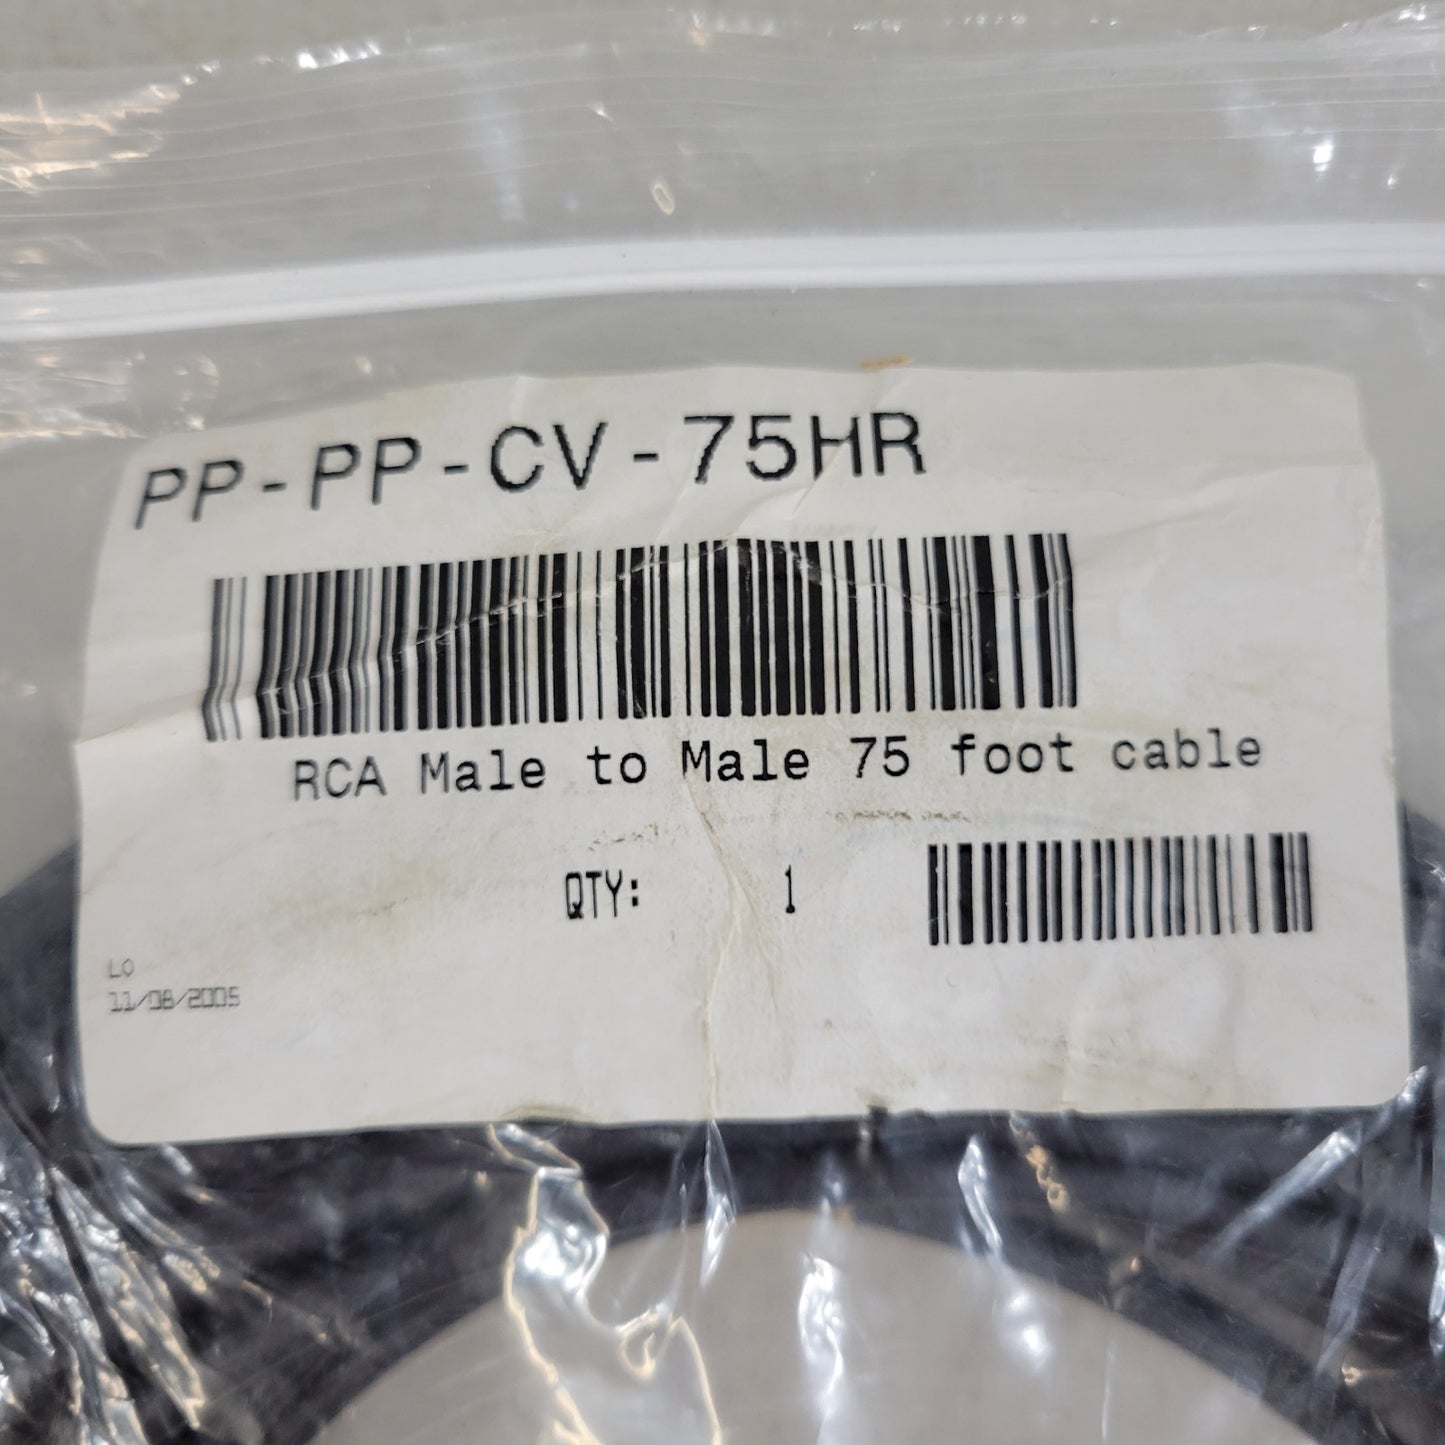 PP-PP-CV-75HR
RCA Male to Male 75 foot cable
QTY: 1
LO
11/08/2005